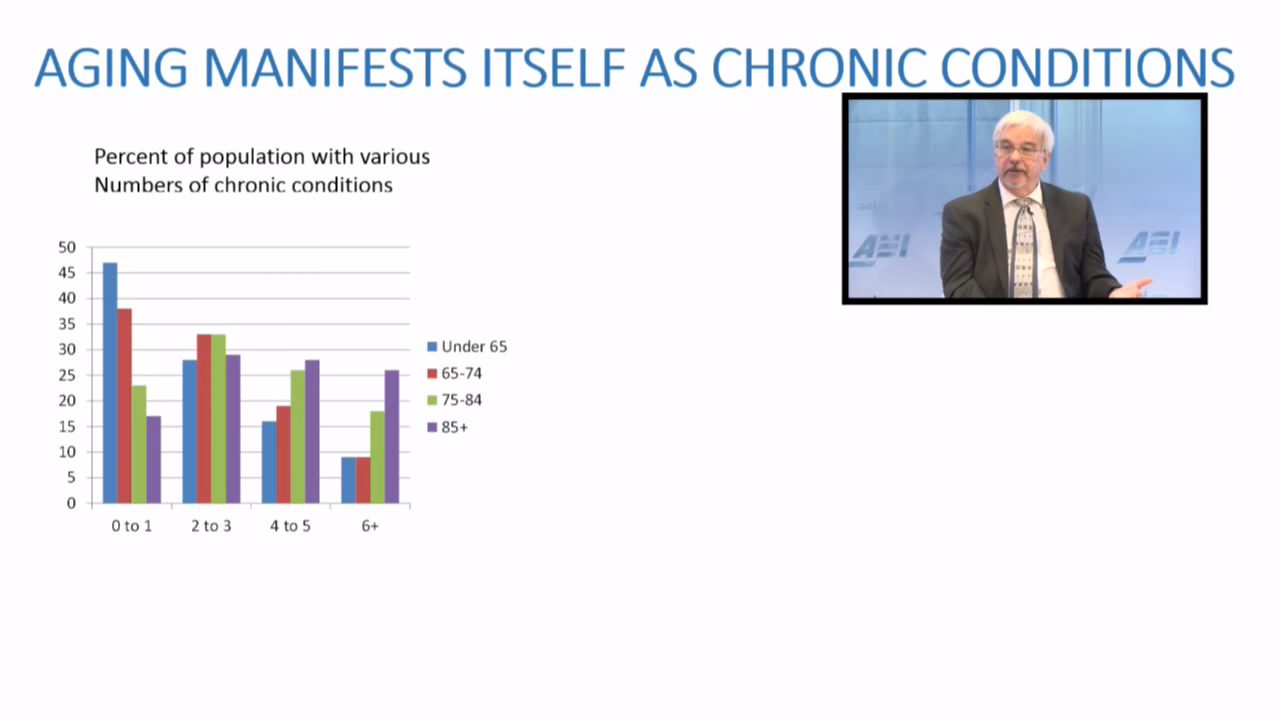 AGING MANIFESTS ITSELF AS CHRONIC CONDITIONS
Percent of population with various
Numbers of chronic conditions
50
45
40
35
30
25
20
15
10
5
0
0 to 1
2 to 3
4 to 5
6+
Under 65
65-74
75-84
85+
AEI
AEI